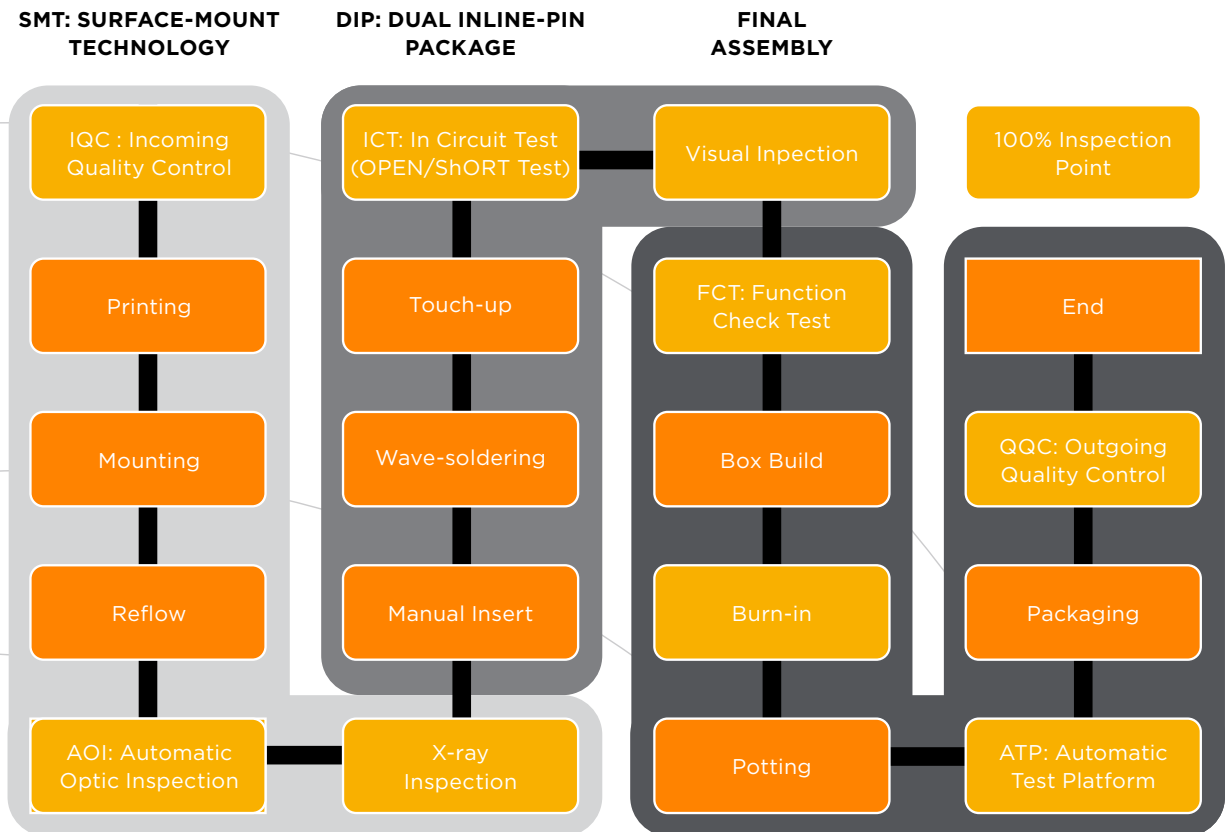 SMT: SURFACE-MOUNT
TECHNOLOGY
DIP: DUAL INLINE-PIN
PACKAGE
FINAL
ASSEMBLY
IQC : Incoming
Quality Control
Printing
Mounting
Reflow
AOI: Automatic
Optic Inspection
X-ray
Inspection
Manual Insert
Wave-soldering
Touch-up
ICT: In Circuit Test
(OPEN/ShORT Test)
Visual Inpection
FCT: Function
Check Test
Box Build
Burn-in
Potting
ATP: Automatic
Test Platform
Packaging
QQC: Outgoing
Quality Control
End
100% Inspection
Point